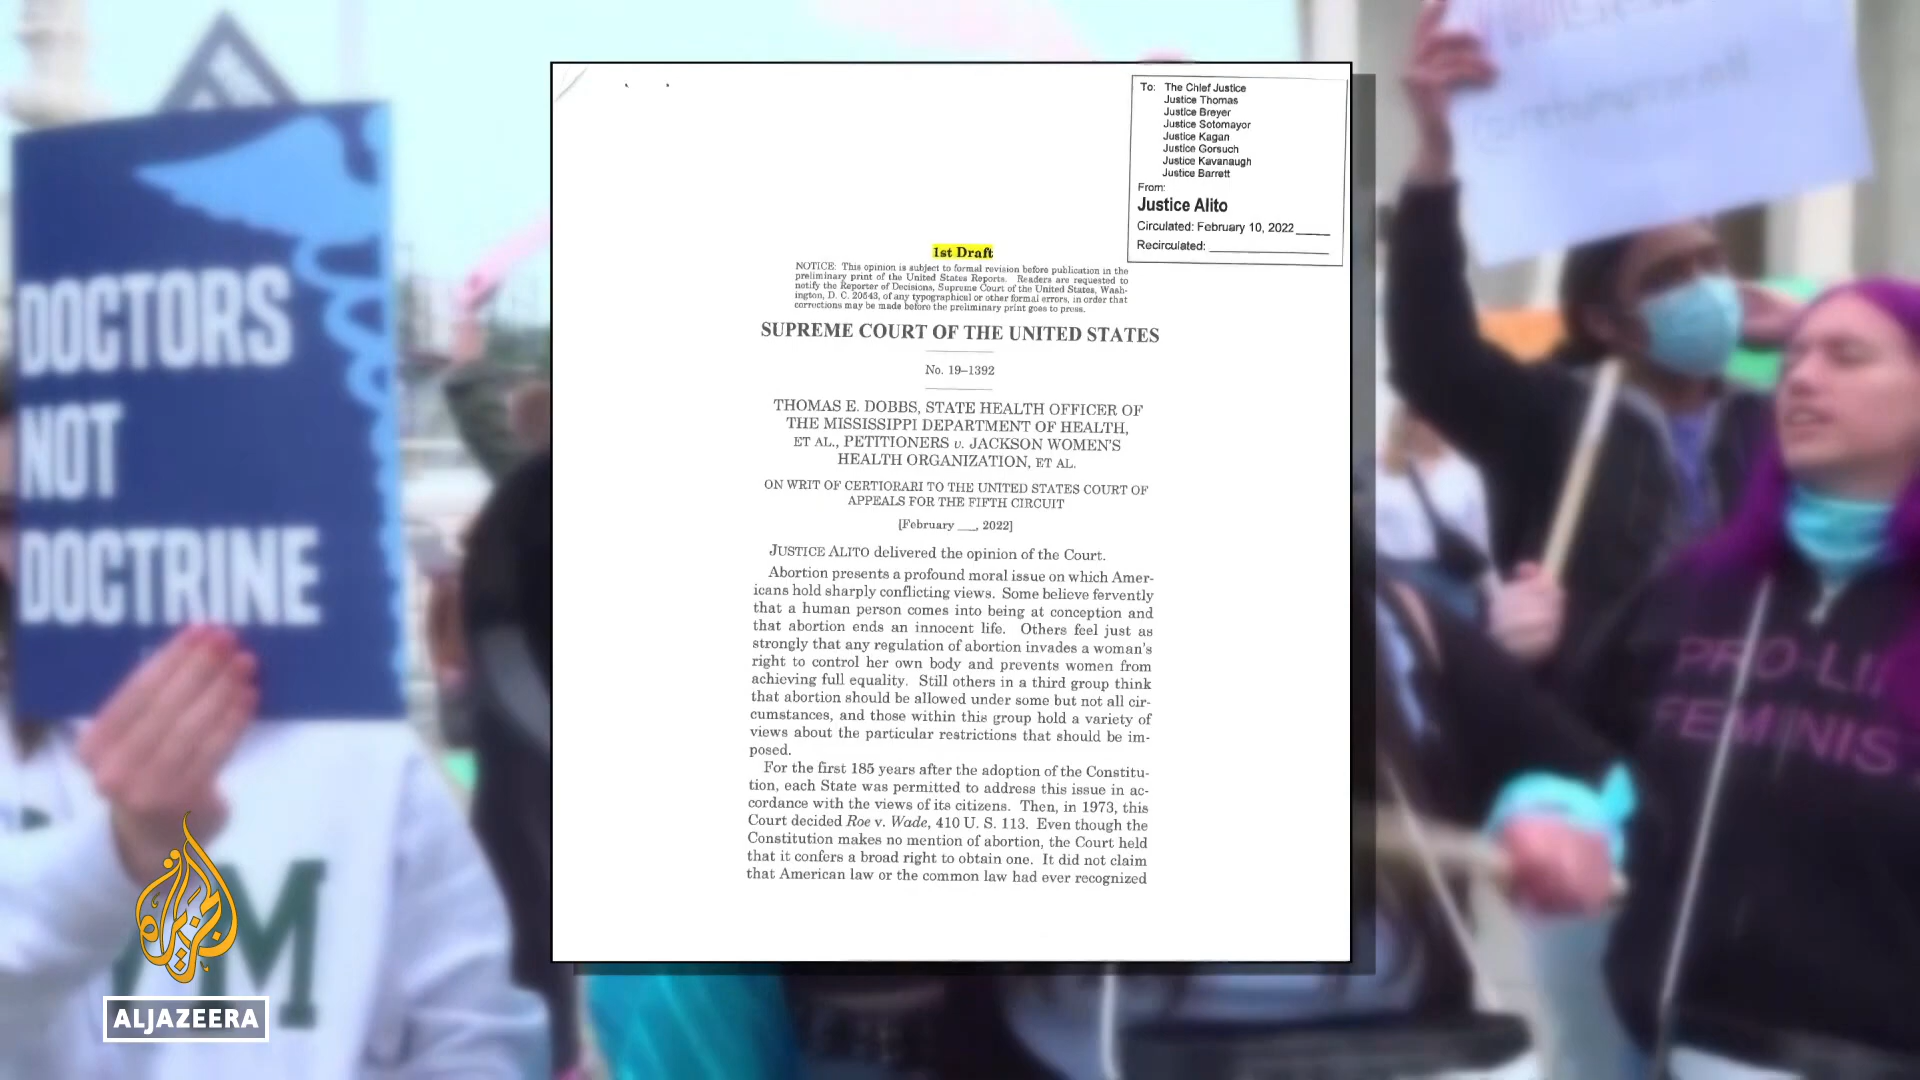 DOCTORS
NOT
DOCTRINE
M
To: The Chief Justice
Justice Thomas
Justice Breyer
Justice Sotomayor
Justice Kagan
Justice Gorsuch
Justice Kavanaugh
Justice Barrett
From:
Justice Alito
Circulated: February 10, 2022
Recirculated:
1st Draft
NOTICE: This opinion is subject to formal revision before publication in the
preliminary print of the United States Reports. Readers are requested to
notify the Reporter of Decisions, Supreme Court of the United States, Wash-
ington, D. C. 20543, of any typographical or other formal errors, in order that
corrections may be made before the preliminary print goes to press.
SUPREME COURT OF THE UNITED STATES
No. 19–1392
THOMAS E. DOBBS, STATE HEALTH OFFICER OF
THE MISSISSIPPI DEPARTMENT OF HEALTH,
ET AL., PETITIONERS v. JACKSON WOMEN'S
HEALTH ORGANIZATION, ET AL.
ON WRIT OF CERTIORARI TO THE UNITED STATES COURT OF
APPEALS FOR THE FIFTH CIRCUIT
[February ___, 2022]
JUSTICE ALITO delivered the opinion of the Court.
Abortion presents a profound moral issue on which Amer-
icans hold sharply conflicting views. Some believe fervently
that a human person comes into being at conception and
that abortion ends an innocent life. Others feel just as
strongly that any regulation of abortion invades a woman's
right to control her own body and prevents women from
achieving full equality. Still others in a third group think
that abortion should be allowed under some but not all cir-
cumstances, and those within this group hold a variety of
views about the particular restrictions that should be im-
posed.
For the first 185 years after the adoption of the Constitu-
tion, each State was permitted to address this issue in ac-
cordance with the views of its citizens. Then, in 1973, this
Court decided Roe v. Wade, 410 U. S. 113. Even though the
Constitution makes no mention of abortion, the Court held
that it confers a broad right to obtain one. It did not claim
that American law or the common law had ever recognized
PRO-LI
FEMINIS
الجزيرة
ALJAZEERA